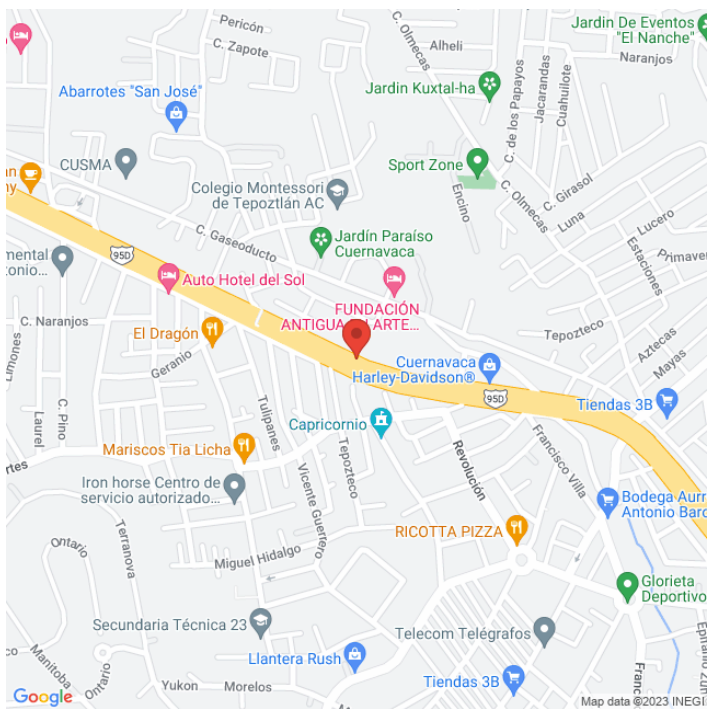 Pericón
C. Zapote
C. Olmecas
Alheli
Jardin De Eventos
"El Nanche"
Naranjos
Abarrotes "San José"
Jardin Kuxtal-ha
C. de los Papayos
Jacarandas
Cuahuilote
CUSMA
Sport Zone
Colegio Montessori
de Tepoztlán AC
Encino
C. Olmecas
C. Girasol
Luna
Lucero
Estaciones
C. Gaseoducto
Jardín Paraíso
Cuernavaca
95D
Auto Hotel del Sol
FUNDACIÓN
Tepozteco
Aztecas
Mayas
C. Naranjos
El Dragón
Geranio
Limones
Laurel
C. Pino
Cuernavaca
Harley-Davidson®
95D
Tiendas 3B
Tulipanes
Capricornio
Mariscos Tia Licha
Tepozteco
Revolución
Francisco Villa
Iron horse Centro de
servicio autorizado...
Vicente Guerrero
Bodega Aurr
Antonio Barc
RICOTTA PIZZA
Ontario
Terranova
Miguel Hidalgo
Glorieta
Deportivo
Secundaria Técnica 23
Telecom Telégrafos
Manitoba
Ontario
Llantera Rush
Yukon
Morelos
Tiendas 3B
Google
Map data ©2023 INEGI